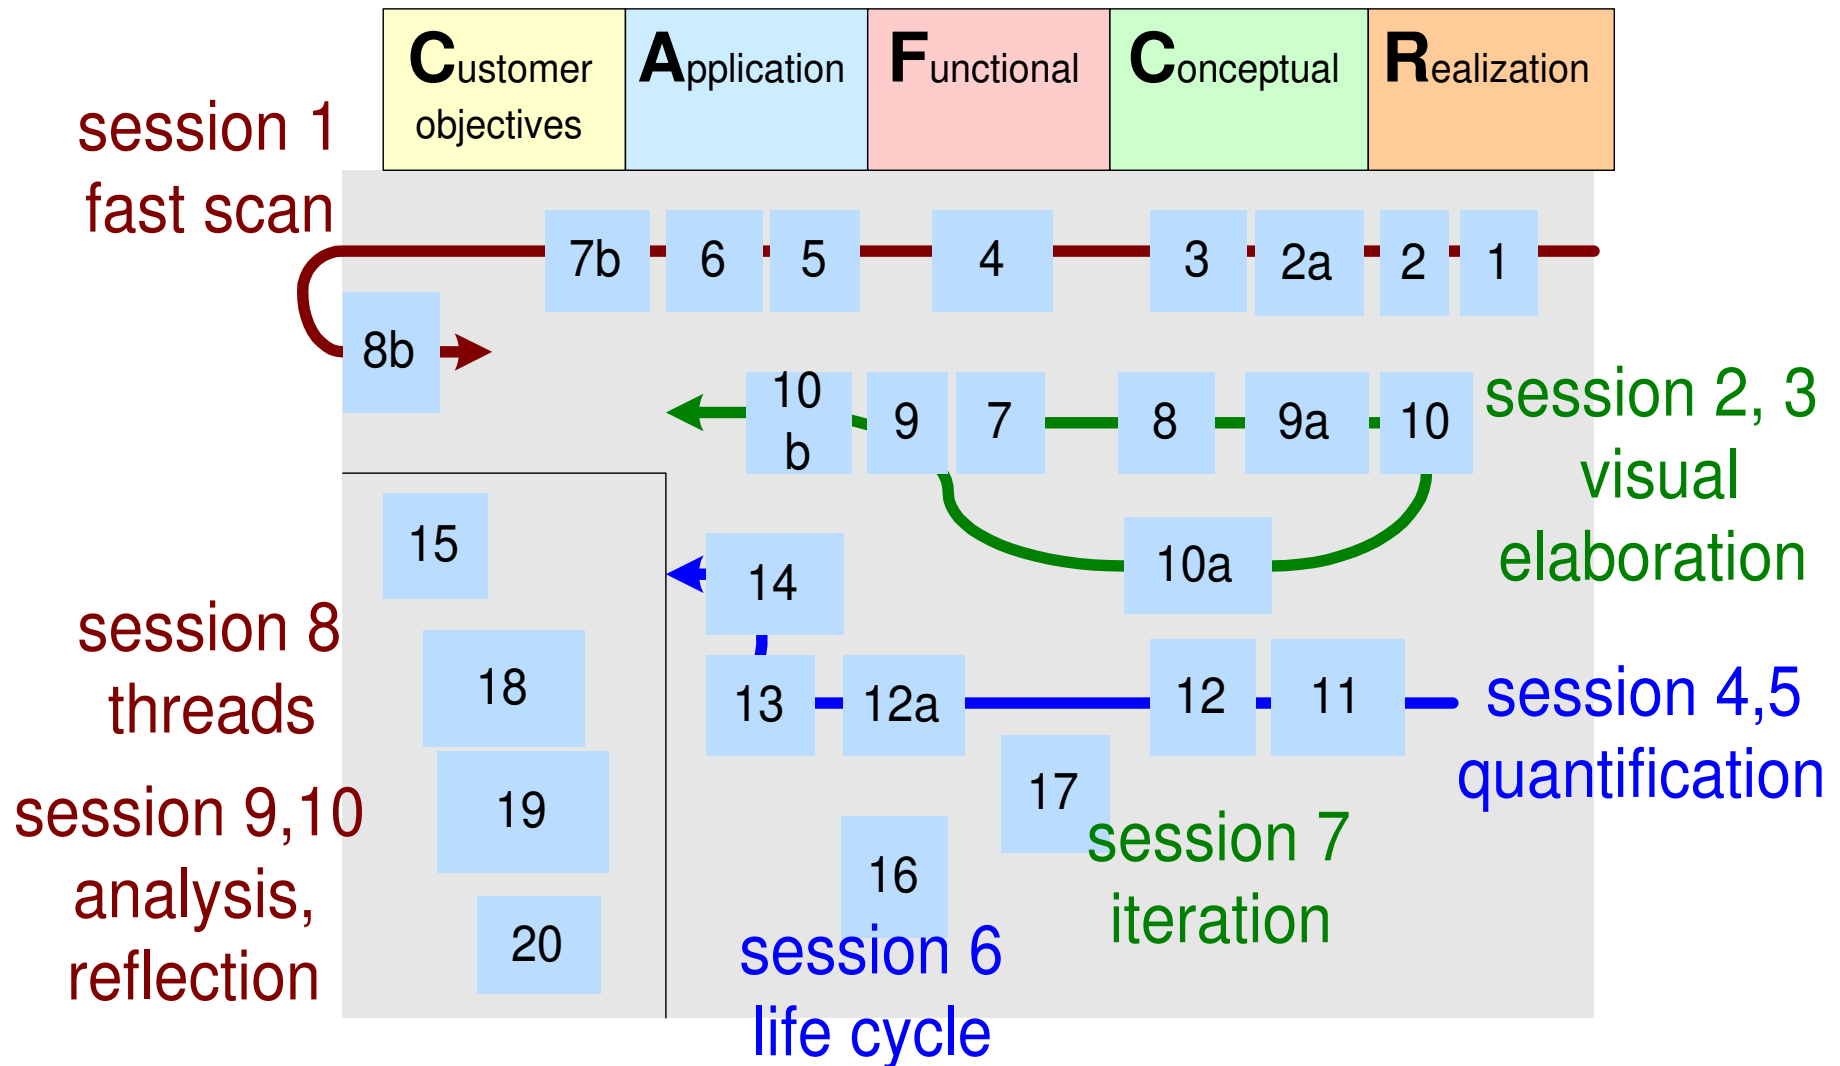 Customer
objectives
Application
Functional
Conceptual
Realization
session 1
fast scan
7b
6
5
4
3
2a
2
1
8b
10
b
9
7
8
9a
10
session 2, 3
visual
elaboration
10a
15
14
session 8
threads
18
13
12a
12
11
session 4,5
quantification
19
17
session 9,10
analysis,
reflection
session 7
iteration
16
20
session 6
life cycle